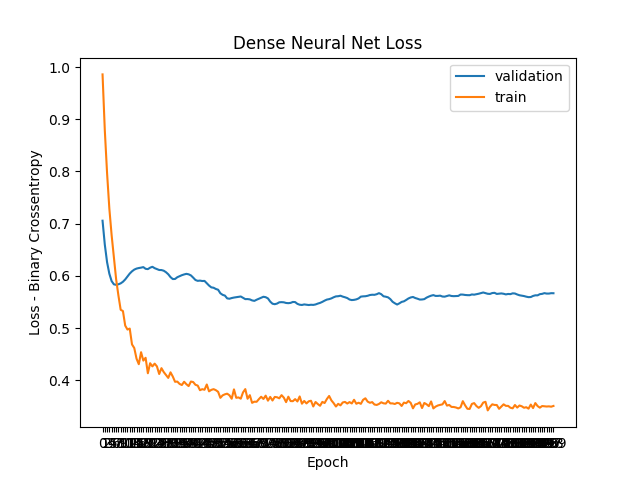 Dense Neural Net Loss
validation
train
1.0
0.9
0.8
0.7
0.6
0.5
0.4
Loss - Binary Crossentropy
Epoch